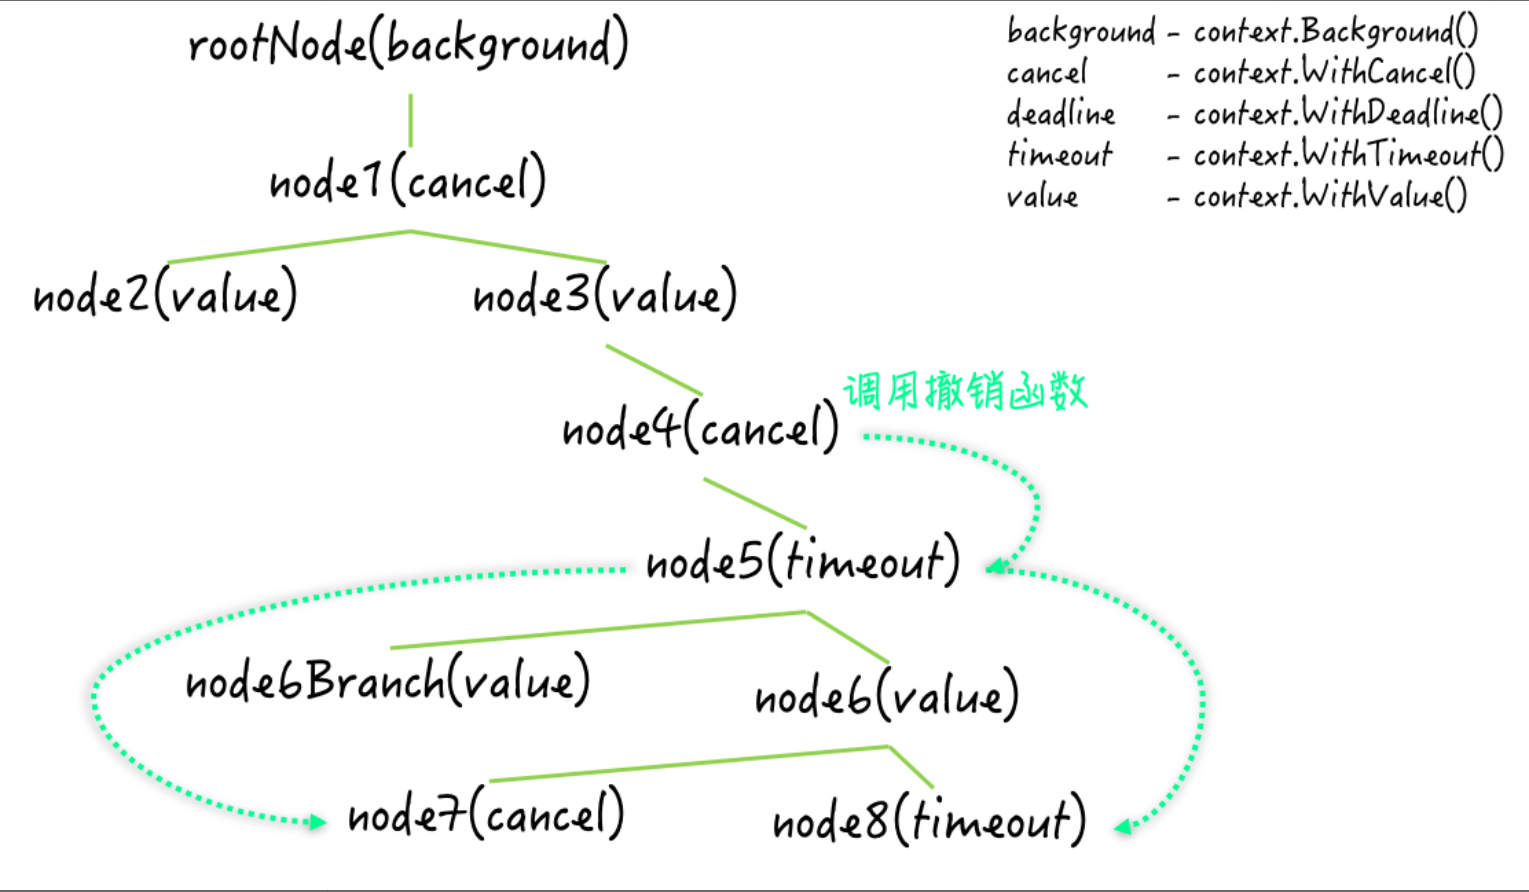 rootNode(background)
background - context.Background()
cancel - context.WithCancel()
deadline - context.WithDeadline()
timeout - context.WithTimeout()
value - context.WithValue()
node1(cancel)
node2(value)
node3(value)
调用撤销函数
node4(cancel)
node5(timeout)
node6Branch(value)
node6(value)
node7(cancel)
node8(timeout)